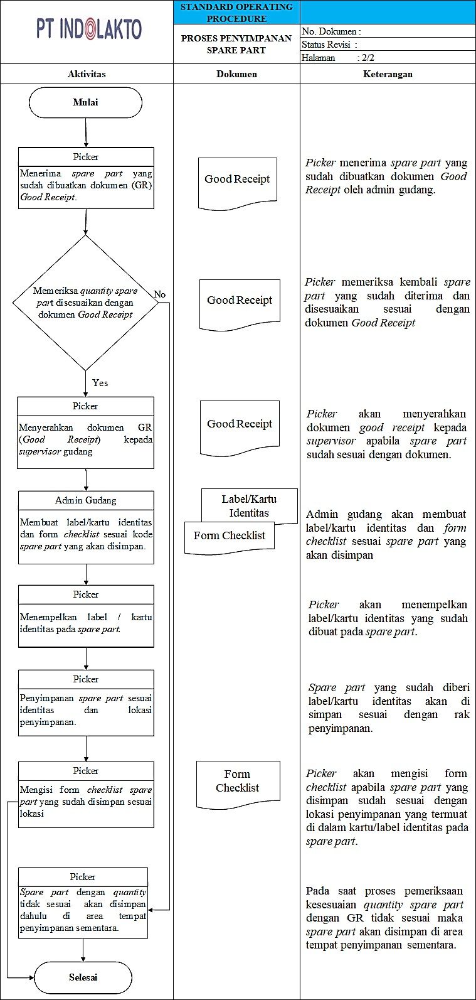 PT INDOLAKTO
STANDARD OPERATING
PROCEDURE
PROSES PENYIMPANAN
SPARE PART
No. Dokumen :
Status Revisi :
Halaman : 2/2
Aktivitas
Dokumen
Keterangan
Mulai
Picker
Menerima spare part yang
sudah dibuatkan dokumen (GR)
Good Receipt.
Good Receipt
Picker menerima spare part yang
sudah dibuatkan dokumen Good
Receipt oleh admin gudang.
Memeriksa quantity spare
part disesuaikan dengan
dokumen Good Receipt
No
Yes
Good Receipt
Picker memeriksa kembali spare
part yang sudah diterima dan
disesuaikan sesuai dengan
dokumen Good Receipt
Picker
Menyerahkan dokumen GR
(Good Receipt) kepada
supervisor gudang
Good Receipt
Picker akan menyerahkan
dokumen good receipt kepada
supervisor apabila spare part
sudah sesuai dengan dokumen.
Admin Gudang
Membuat label/kartu identitas
dan form checklist sesuai kode
spare part yang akan disimpan.
Label/Kartu
Identitas
Form Checklist
Admin gudang akan membuat
label/kartu identitas dan form
checklist sesuai spare part yang
akan disimpan
Picker
Menempelkan label / kartu
identitas pada spare part.
Picker akan menempelkan
label/kartu identitas yang sudah
dibuat pada spare part.
Picker
Penyimpanan spare part sesuai
identitas dan lokasi
penyimpanan.
Spare part yang sudah diberi
label/kartu identitas akan di
simpan sesuai dengan rak
penyimpanan.
Picker
Mengisi form checklist spare
part yang sudah disimpan sesuai
lokasi
Form
Checklist
Picker akan mengisi form
checklist apabila spare part yang
disimpan sudah sesuai dengan
lokasi penyimpanan yang termuat
di dalam kartu/label identitas pada
spare part.
Picker
Spare part dengan quantity
tidak sesuai akan disimpan
dahulu di area tempat
penyimpanan sementara.
Pada saat proses pemeriksaan
kesesuaian quantity spare part
dengan GR tidak sesuai maka
spare part akan disimpan di area
tempat penyimpanan sementara.
Selesai